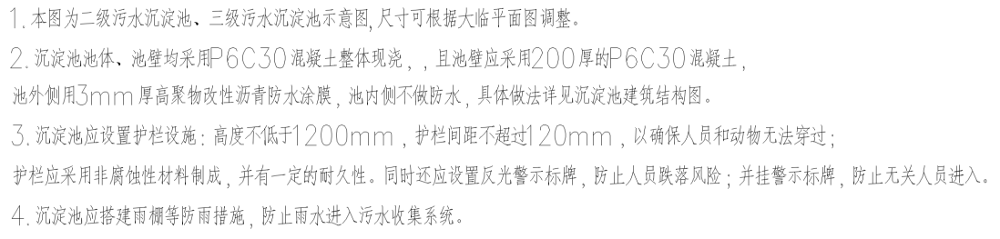 1. 本图为二级污水沉淀池、三级污水沉淀池示意图, 尺寸可根据大临平面图调整。
2. 沉淀池池体、池壁均采用P6C30混凝土整体现浇, , 且池壁应采用200厚的P6C30混凝土,
池外侧用3mm厚高聚物改性沥青防水涂膜, 池内侧不做防水, 具体做法详见沉淀池建筑结构图。
3. 沉淀池应设置护栏设施: 高度不低于1200mm, 护栏间距不超过120mm, 以确保人员和动物无法穿过;
护栏应采用非腐蚀性材料制成, 并有一定的耐久性。同时还应设置反光警示标牌, 防止人员跌落风险; 并挂警示标牌, 防止无关人员进入。
4. 沉淀池应搭建雨棚等防雨措施, 防止雨水进入污水收集系统。